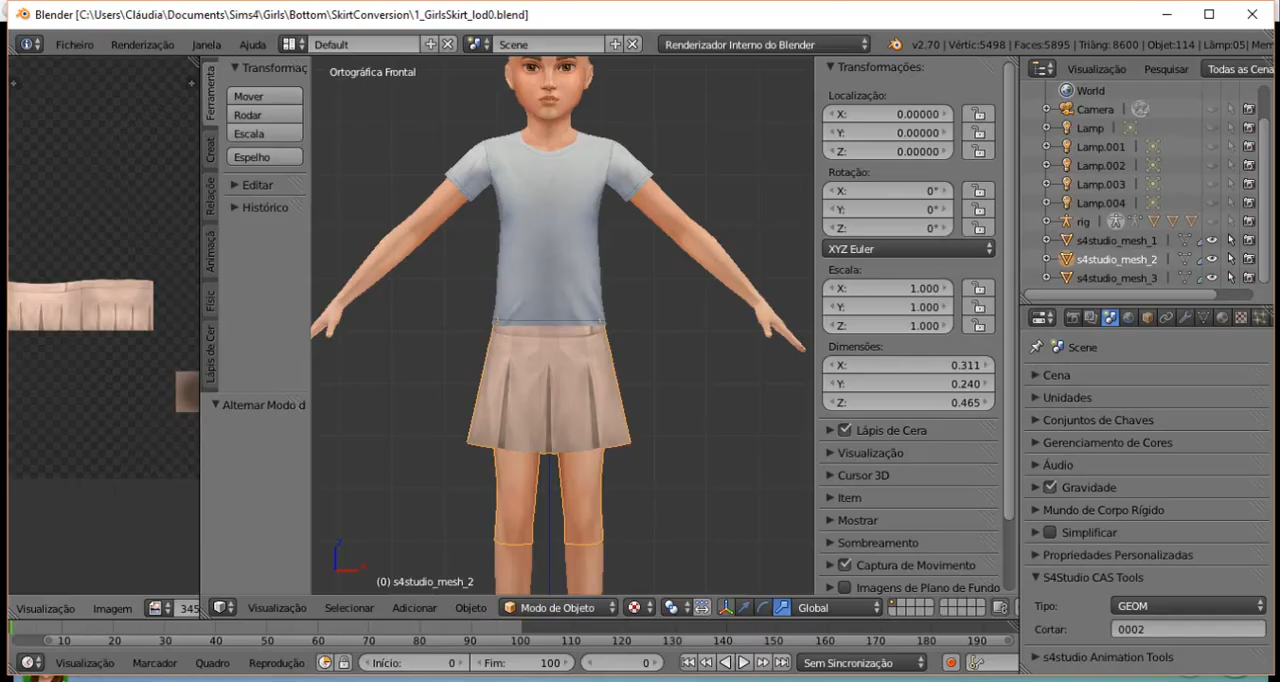 Blender [C:\Users\Cláudia\Documents\Sims4\Girls\Bottom\SkirtConversion\1_GirlsSkirt_lod0.blend]
Ficheiro Renderização Janela Ajuda Default Scene Renderizador Interno do Blender v2.70 | Vértic:5498 | Faces:5895 | Triâng: 8600 | Objet:114 | Lâmp:05| Mem
Transformaç
Mover
Rodar
Escala
Espelho
Editar
Histórico
Alternar Modo d
Ferramenta
Creat
Relaçõe
Animaçã
Físic
Lápis de Cer
Ortográfica Frontal
(0) s4studio_mesh_2
Transformações:
Localização:
X: 0.00000
Y: 0.00000
Z: 0.00000
Rotação:
X: 0°
Y: 0°
Z: 0°
XYZ Euler
Escala:
X: 1.000
Y: 1.000
Z: 1.000
Dimensões:
X: 0.311
Y: 0.240
Z: 0.465
Lápis de Cera
Visualização
Cursor 3D
Item
Mostrar
Sombreamento
Captura de Movimento
Imagens de Plano de Fundo
Visualização Pesquisar Todas as Cena
World
Camera
Lamp
Lamp.001
Lamp.002
Lamp.003
Lamp.004
rig
s4studio_mesh_1
s4studio_mesh_2
s4studio_mesh_3
Scene
Cena
Unidades
Conjuntos de Chaves
Gerenciamento de Cores
Áudio
Gravidade
Mundo de Corpo Rígido
Simplificar
Propriedades Personalizadas
S4Studio CAS Tools
Tipo: GEOM
Cortar: 0002
s4studio Animation Tools
Visualização Imagem 345
Visualização Selecionar Adicionar Objeto Modo de Objeto Global
10 20 30 40 50 60 70 80 90 100 110 120 130 140 150 160 170 180 190
Visualização Marcador Quadro Reprodução Início: 0 Fim: 100 0 Sem Sincronização